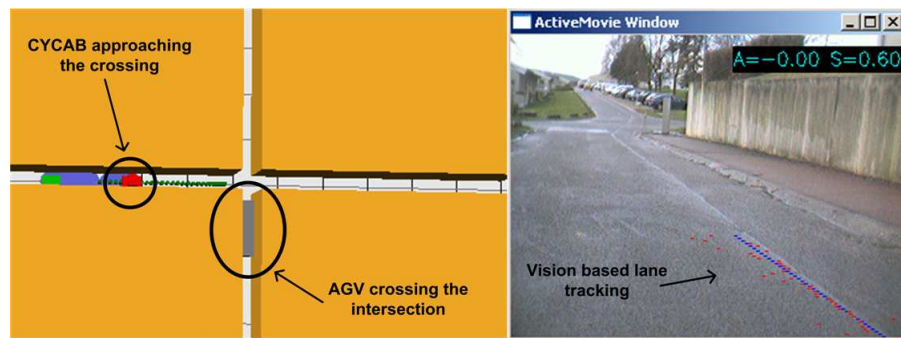 CYCAB approaching
the crossing
AGV crossing the
intersection
ActiveMovie Window
A=-0.00 S=0.60
Vision based lane
tracking